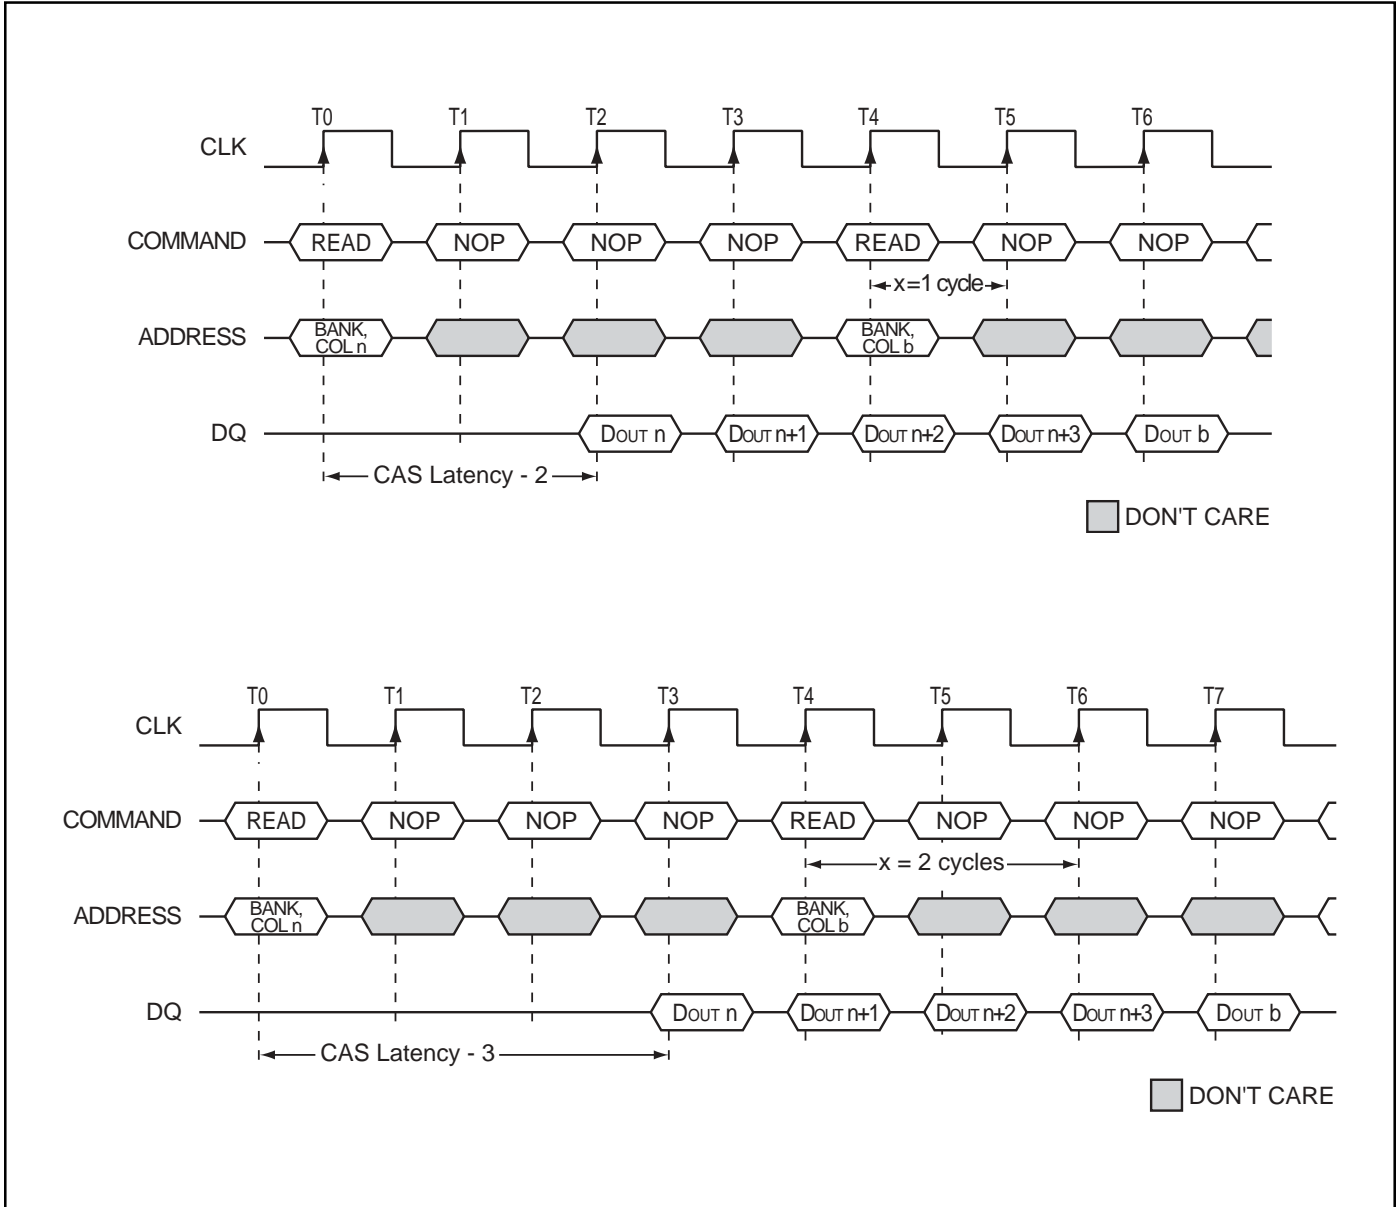 T0 T1 T2 T3 T4 T5 T6
CLK
COMMAND READ NOP NOP NOP READ NOP NOP
x=1 cycle
ADDRESS BANK, COL n BANK, COL b
DQ DOUT n DOUT n+1 DOUT n+2 DOUT n+3 DOUT b
CAS Latency - 2
DON'T CARE
T0 T1 T2 T3 T4 T5 T6 T7
CLK
COMMAND READ NOP NOP NOP READ NOP NOP NOP
x = 2 cycles
ADDRESS BANK, COL n BANK, COL b
DQ DOUT n DOUT n+1 DOUT n+2 DOUT n+3 DOUT b
CAS Latency - 3
DON'T CARE